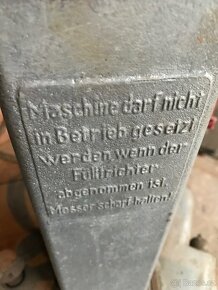 Maschine darf nicht
in Betrieb gesetzt
werden wenn der
Fülltrichter
abgenommen ist.
Messer scharf halten!